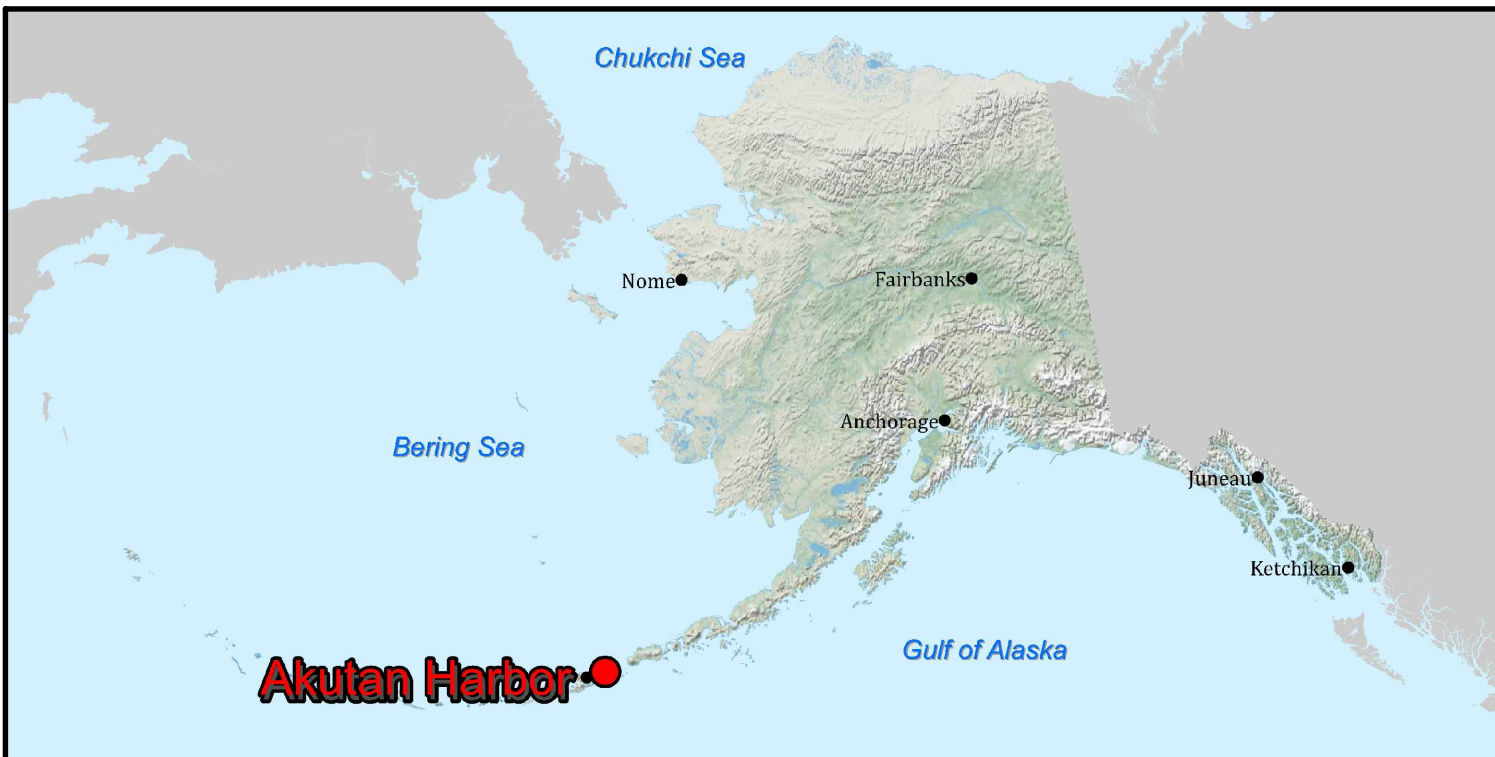 Chukchi Sea
Nome
Fairbanks
Anchorage
Bering Sea
Juneau
Ketchikan
Gulf of Alaska
Akutan Harbor